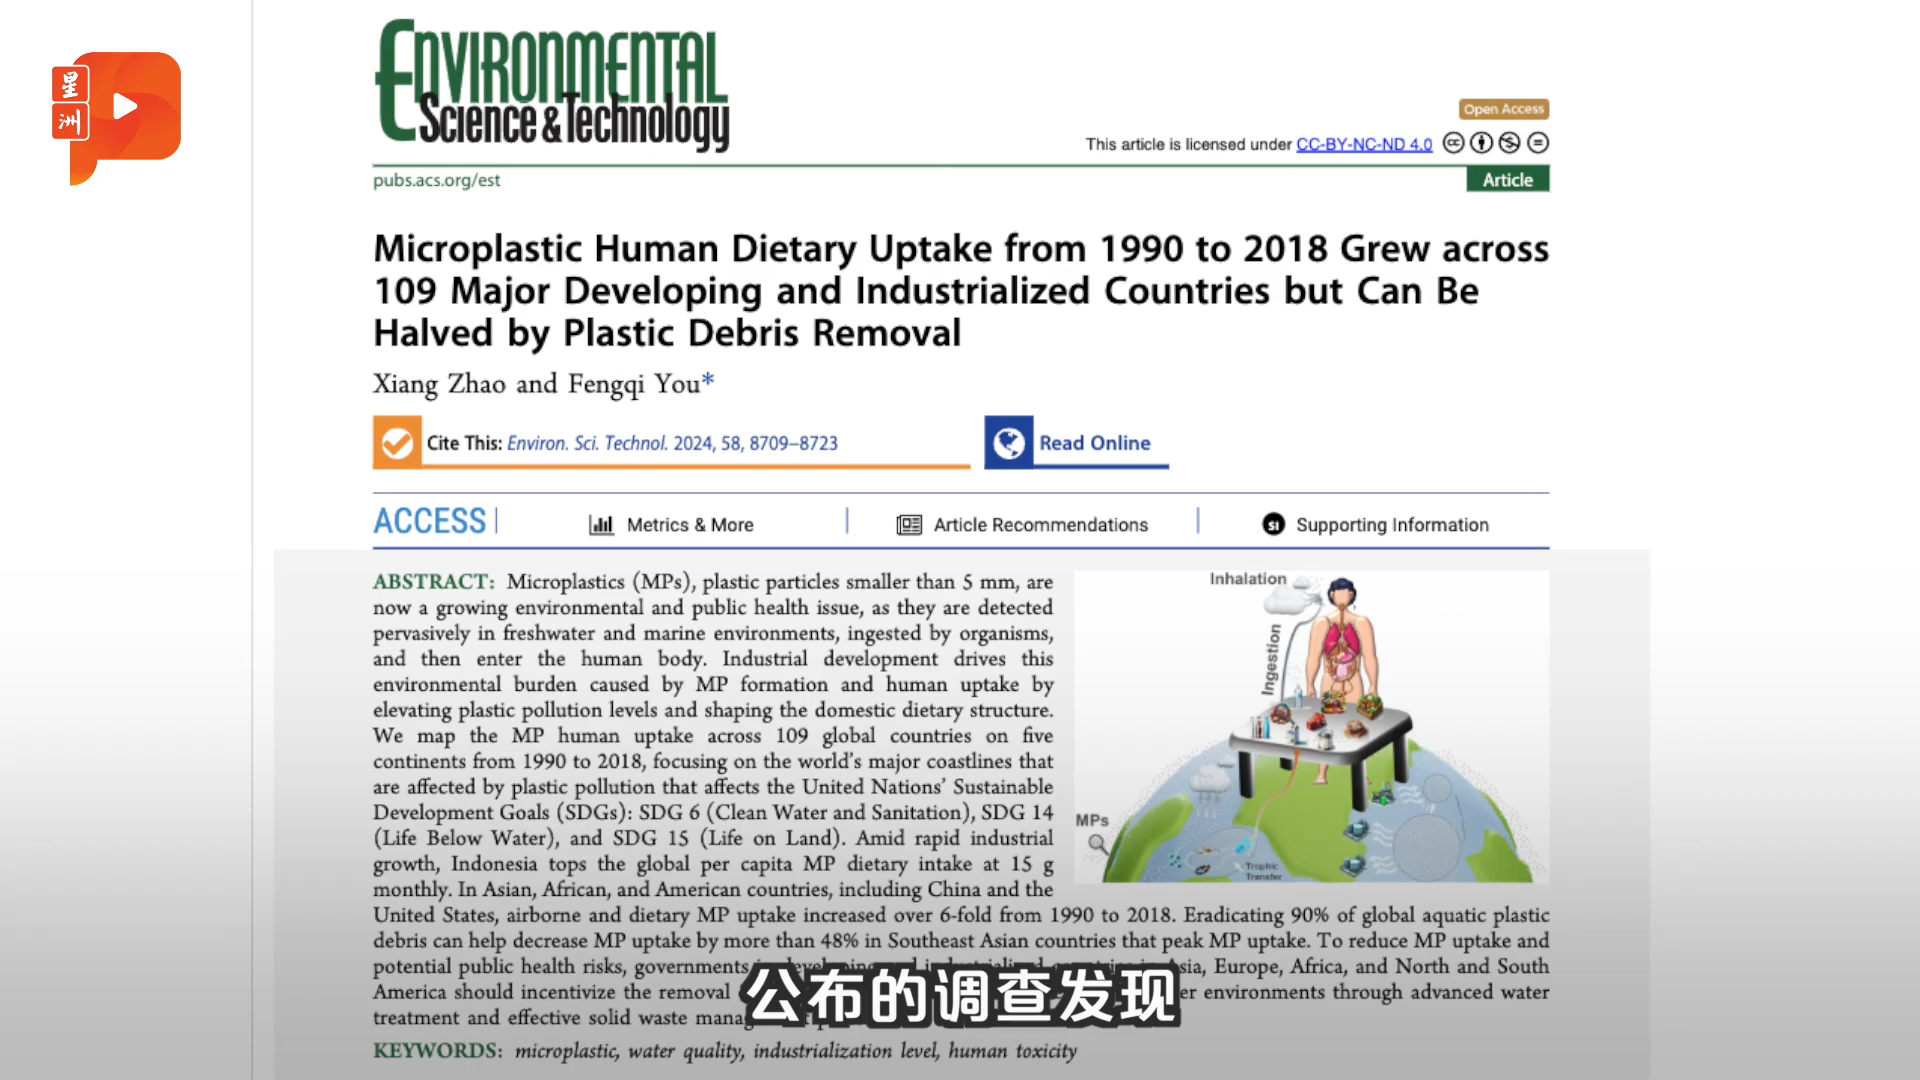 星洲
ENVIRONMENTAL
Science & Technology
Open Access
This article is licensed under CC-BY-NC-ND 4.0
pubs.acs.org/est
Article
Microplastic Human Dietary Uptake from 1990 to 2018 Grew across
109 Major Developing and Industrialized Countries but Can Be
Halved by Plastic Debris Removal
Xiang Zhao and Fengqi You*
Cite This: Environ. Sci. Technol. 2024, 58, 8709–8723
Read Online
ACCESS
Metrics & More
Article Recommendations
Supporting Information
ABSTRACT: Microplastics (MPs), plastic particles smaller than 5 mm, are
now a growing environmental and public health issue, as they are detected
pervasively in freshwater and marine environments, ingested by organisms,
and then enter the human body. Industrial development drives this
environmental burden caused by MP formation and human uptake by
elevating plastic pollution levels and shaping the domestic dietary structure.
We map the MP human uptake across 109 global countries on five
continents from 1990 to 2018, focusing on the world's major coastlines that
are affected by plastic pollution that affects the United Nations' Sustainable
Development Goals (SDGs): SDG 6 (Clean Water and Sanitation), SDG 14
(Life Below Water), and SDG 15 (Life on Land). Amid rapid industrial
growth, Indonesia tops the global per capita MP dietary intake at 15 g
monthly. In Asian, African, and American countries, including China and the
United States, airborne and dietary MP uptake increased over 6-fold from 1990 to 2018. Eradicating 90% of global aquatic plastic
debris can help decrease MP uptake by more than 48% in Southeast Asian countries that peak MP uptake. To reduce MP uptake and
potential public health risks, governments Asia, Europe, Africa, and North and South
America should incentivize the removal environments through advanced water
treatment and effective solid waste
KEYWORDS: microplastic, water quality, industrialization level, human toxicity
Inhalation
Ingestion
MPs
Trophic
Transfer
公布的调查发现